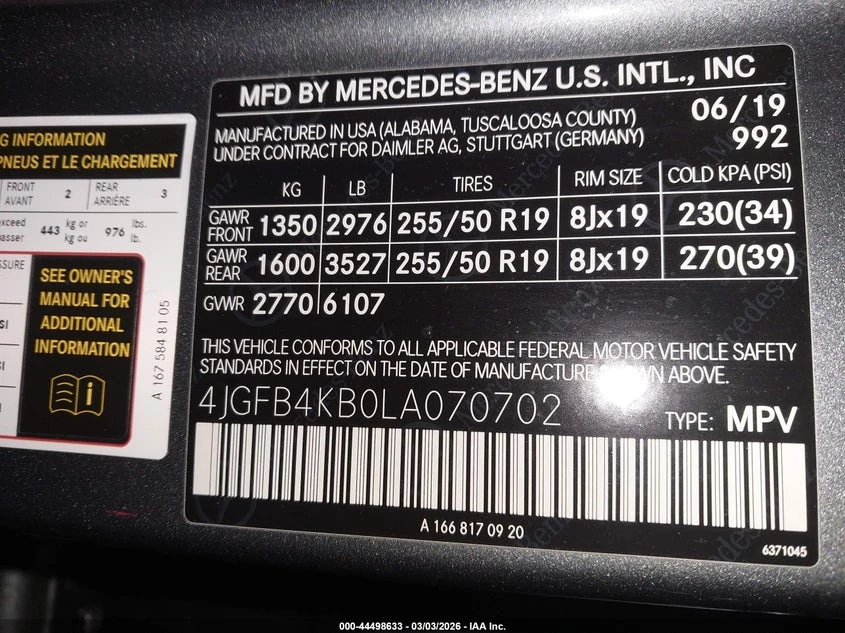 G INFORMATION
PNEUS ET LE CHARGEMENT
FRONT
AVANT
2
REAR
ARRIÈRE
3
443 kg or
kg ou
976 lbs.
lb.
SEE OWNER'S
MANUAL FOR
ADDITIONAL
INFORMATION
A 167 584 81 05
MFD BY MERCEDES-BENZ U.S. INTL., INC
MANUFACTURED IN USA (ALABAMA, TUSCALOOSA COUNTY)
UNDER CONTRACT FOR DAIMLER AG, STUTTGART (GERMANY)
06/19
992
KG LB TIRES RIM SIZE COLD KPA (PSI)
GAWR FRONT 1350 2976 255/50 R19 8Jx19 230(34)
GAWR REAR 1600 3527 255/50 R19 8Jx19 270(39)
GVWR 2770 6107
THIS VEHICLE CONFORMS TO ALL APPLICABLE FEDERAL MOTOR VEHICLE SAFETY
STANDARDS IN EFFECT ON THE DATE OF MANUFACTURE WN ABOVE.
4JGFB4KB0LA070702
TYPE: MPV
A 166 817 09 20
6371045
000-44498633 - 03/03/2026 - IAA Inc.